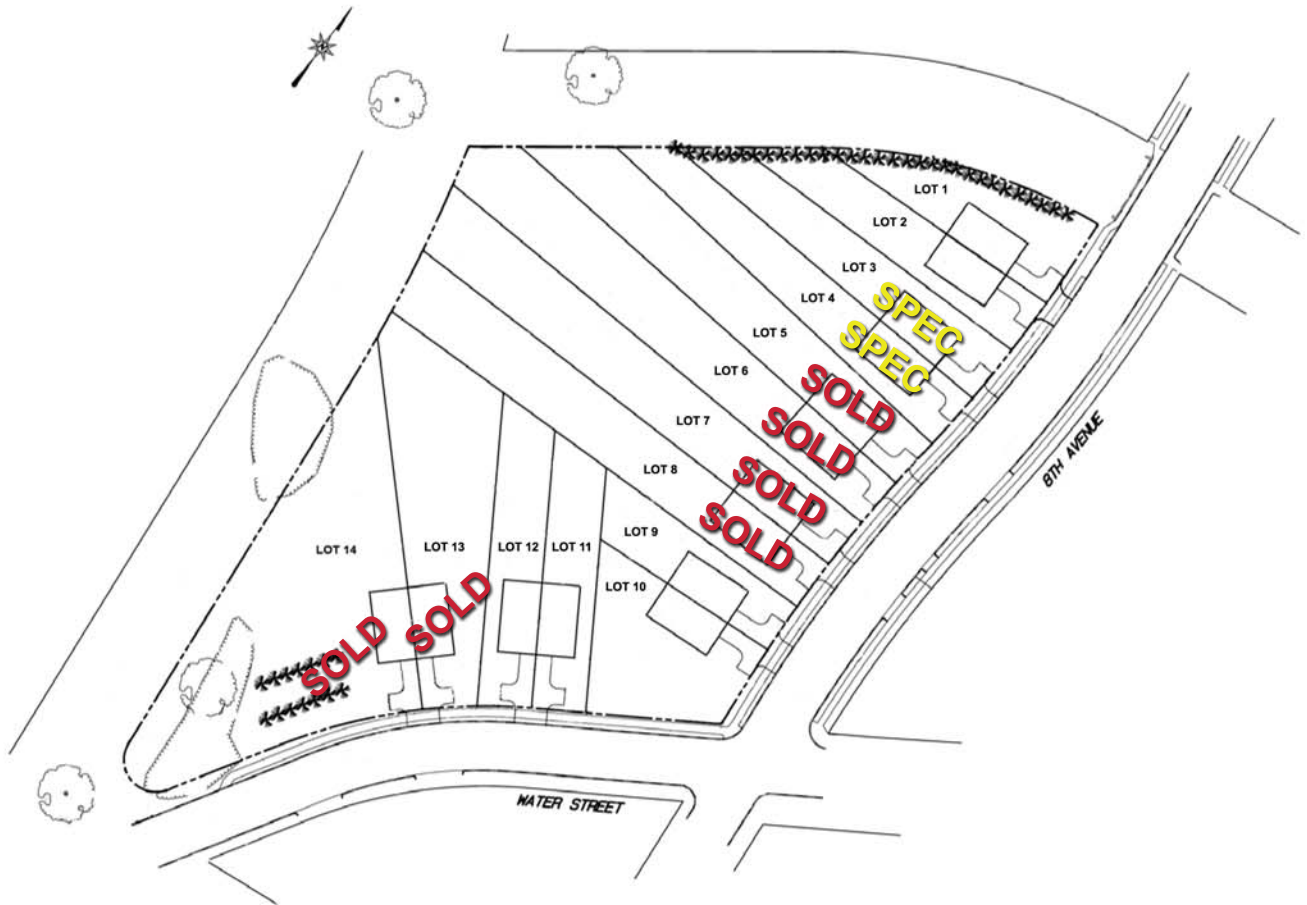 LOT 1
LOT 2
LOT 3
SPEC
LOT 4
SPEC
LOT 5
SOLD
LOT 6
SOLD
LOT 7
SOLD
LOT 8
SOLD
8TH AVENUE
LOT 9
LOT 10
LOT 11
LOT 12
LOT 13
SOLD
LOT 14
SOLD
WATER STREET